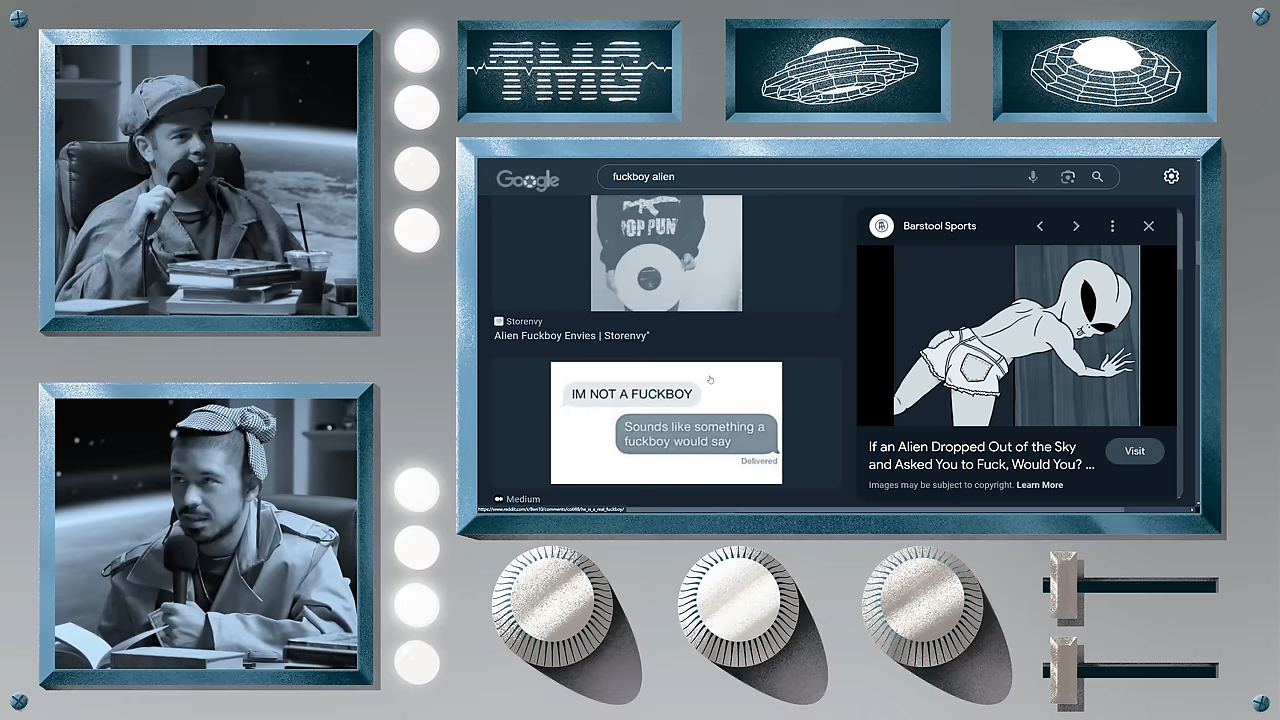 TMG
TMG
Google
fuckboy alien
POP PUN
Storenvy
Alien Fuckboy Envies | Storenvy"
IM NOT A FUCKBOY
Sounds like something a
fuckboy would say
Delivered
Medium
Barstool Sports
If an Alien Dropped Out of the Sky
and Asked You to Fuck, Would You? ...
Visit
Images may be subject to copyright. Learn More